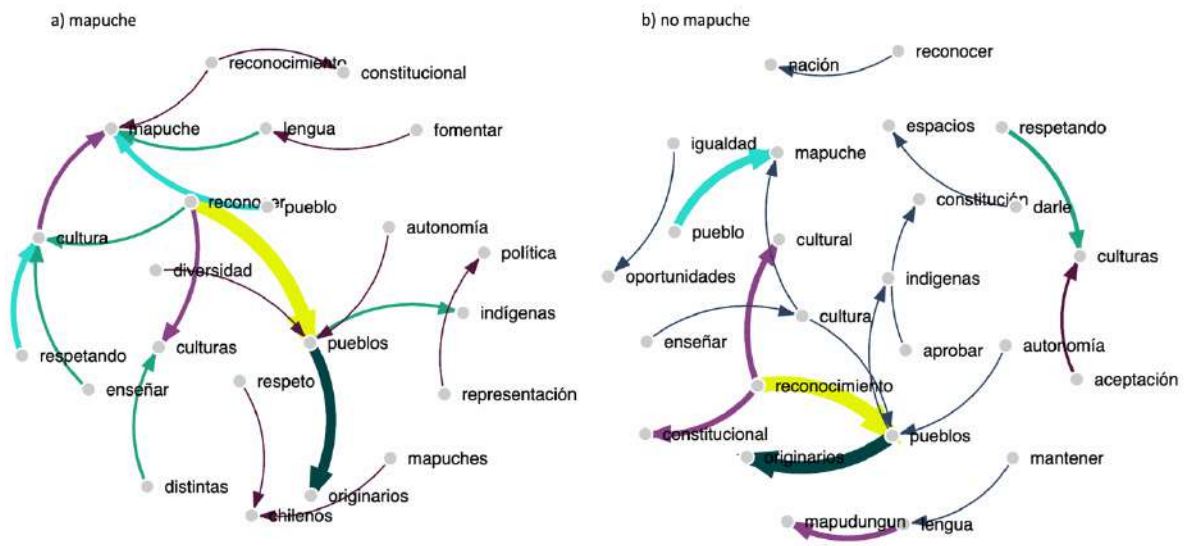 a) mapuche
reconocimiento
constitucional
mapuche
lengua
fomentar
reconocer
pueblo
cultura
autonomía
política
diversidad
indígenas
pueblos
culturas
respetando
respeto
enseñar
representación
mapuches
distintas
originarios
chilenos
b) no mapuche
reconocer
nación
espacios
respetando
igualdad
mapuche
constitución
darle
pueblo
cultural
culturas
oportunidades
indigenas
cultura
enseñar
aprobar
autonomía
aceptación
reconocimiento
constitucional
pueblos
originarios
mantener
mapudungun
lengua